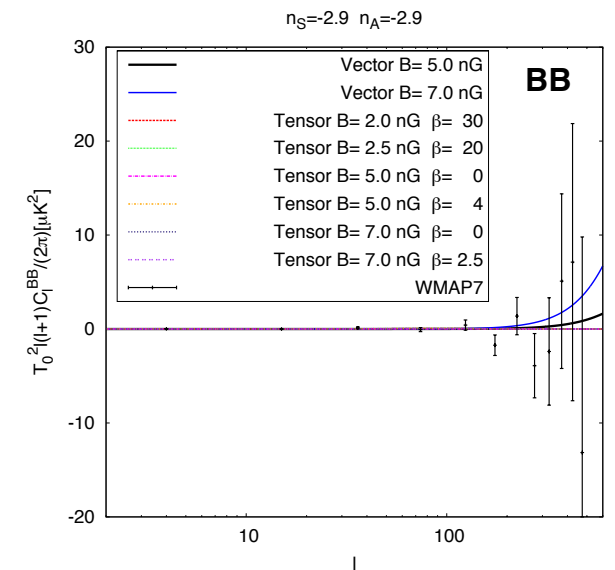 n_S=-2.9 n_A=-2.9
BB
Vector B= 5.0 nG
Vector B= 7.0 nG
Tensor B= 2.0 nG β= 30
Tensor B= 2.5 nG β= 20
Tensor B= 5.0 nG β= 0
Tensor B= 5.0 nG β= 4
Tensor B= 7.0 nG β= 0
Tensor B= 7.0 nG β= 2.5
WMAP7
T_0^2 l(l+1)C_l^BB/(2π)[μK^2]
30
20
10
0
-10
-20
10
100
l